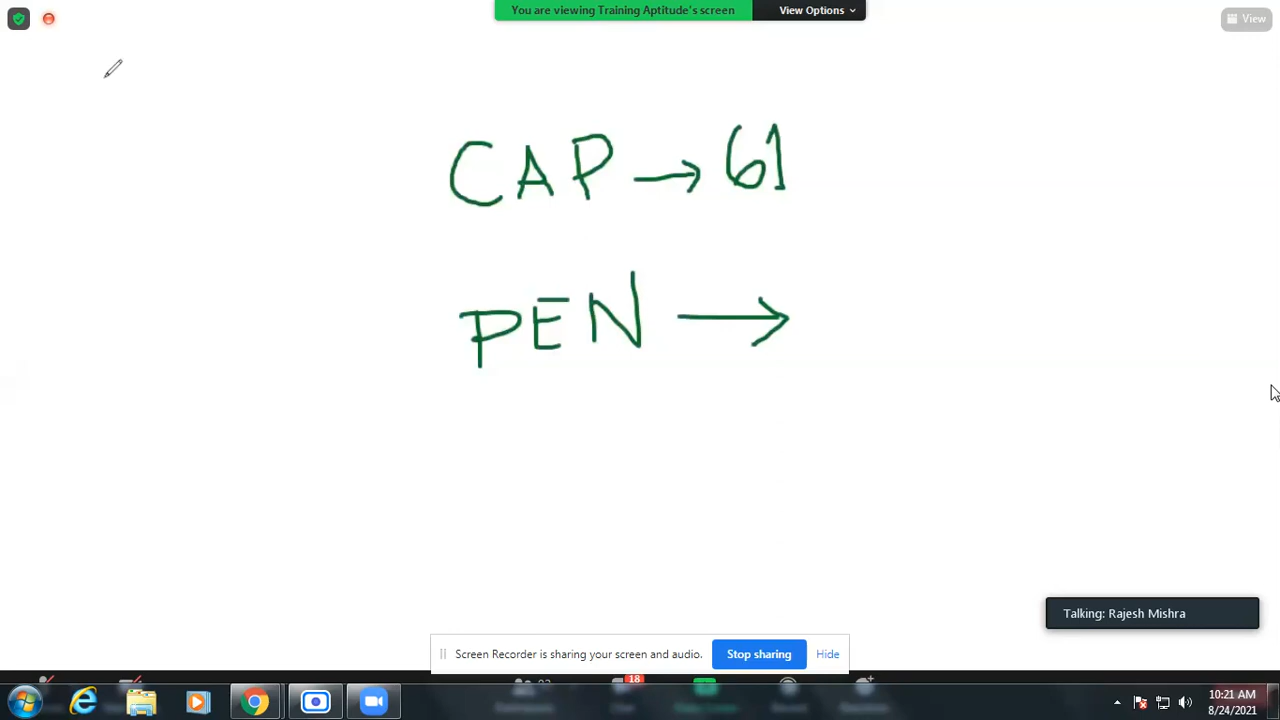 You are viewing Training Aptitude's screen View Options
View
CAP → 61
PEN →
Talking: Rajesh Mishra
Screen Recorder is sharing your screen and audio. Stop sharing Hide
18
10:21 AM
8/24/2021